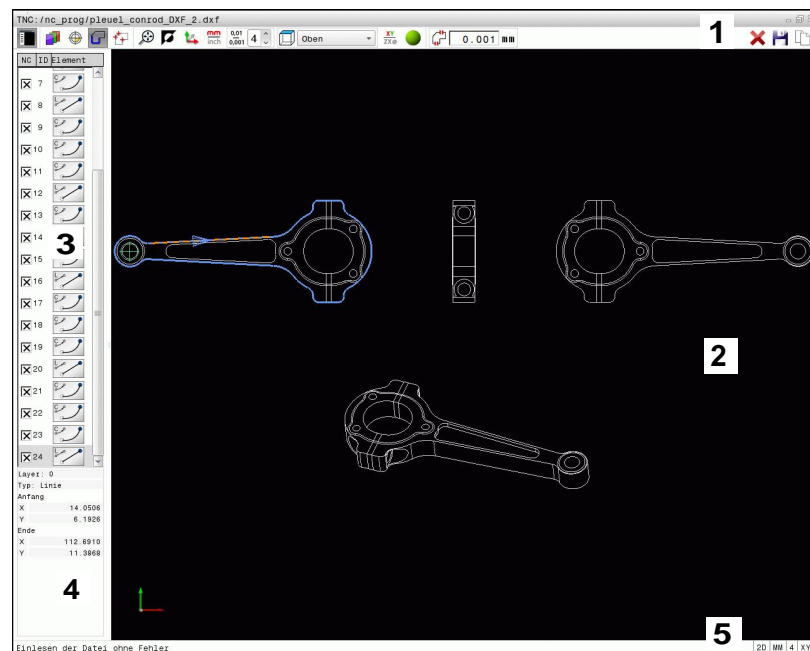 TNC:/nc_prog/pleuel_conrod_DXF_2.dxf
mm inch 0,01 0,001 4 Oben XY ZXØ 0.001 mm 1
NC ID Element
7
8
9
10
11
12
13
14 3
15
16
17
18
19
20
21
22
23
24
2
Layer: 0
Typ: Linie
Anfang
X 14.0506
Y 6.1926
Ende
X 112.6910
Y 11.3868
4
5
Einlesen der Datei ohne Fehler 2D MM 4 XY